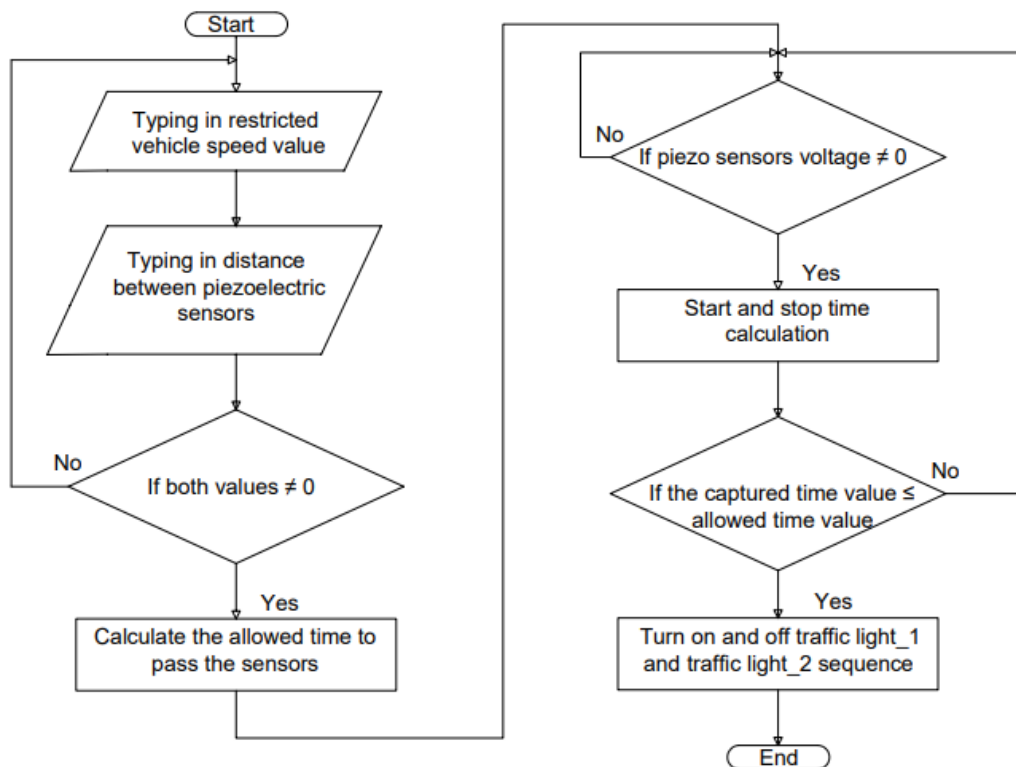 Start
Typing in restricted
vehicle speed value
Typing in distance
between piezoelectric
sensors
No
If both values ≠ 0
Yes
Calculate the allowed time to
pass the sensors
No
If piezo sensors voltage ≠ 0
Yes
Start and stop time
calculation
No
If the captured time value ≤
allowed time value
Yes
Turn on and off traffic light_1
and traffic light_2 sequence
End